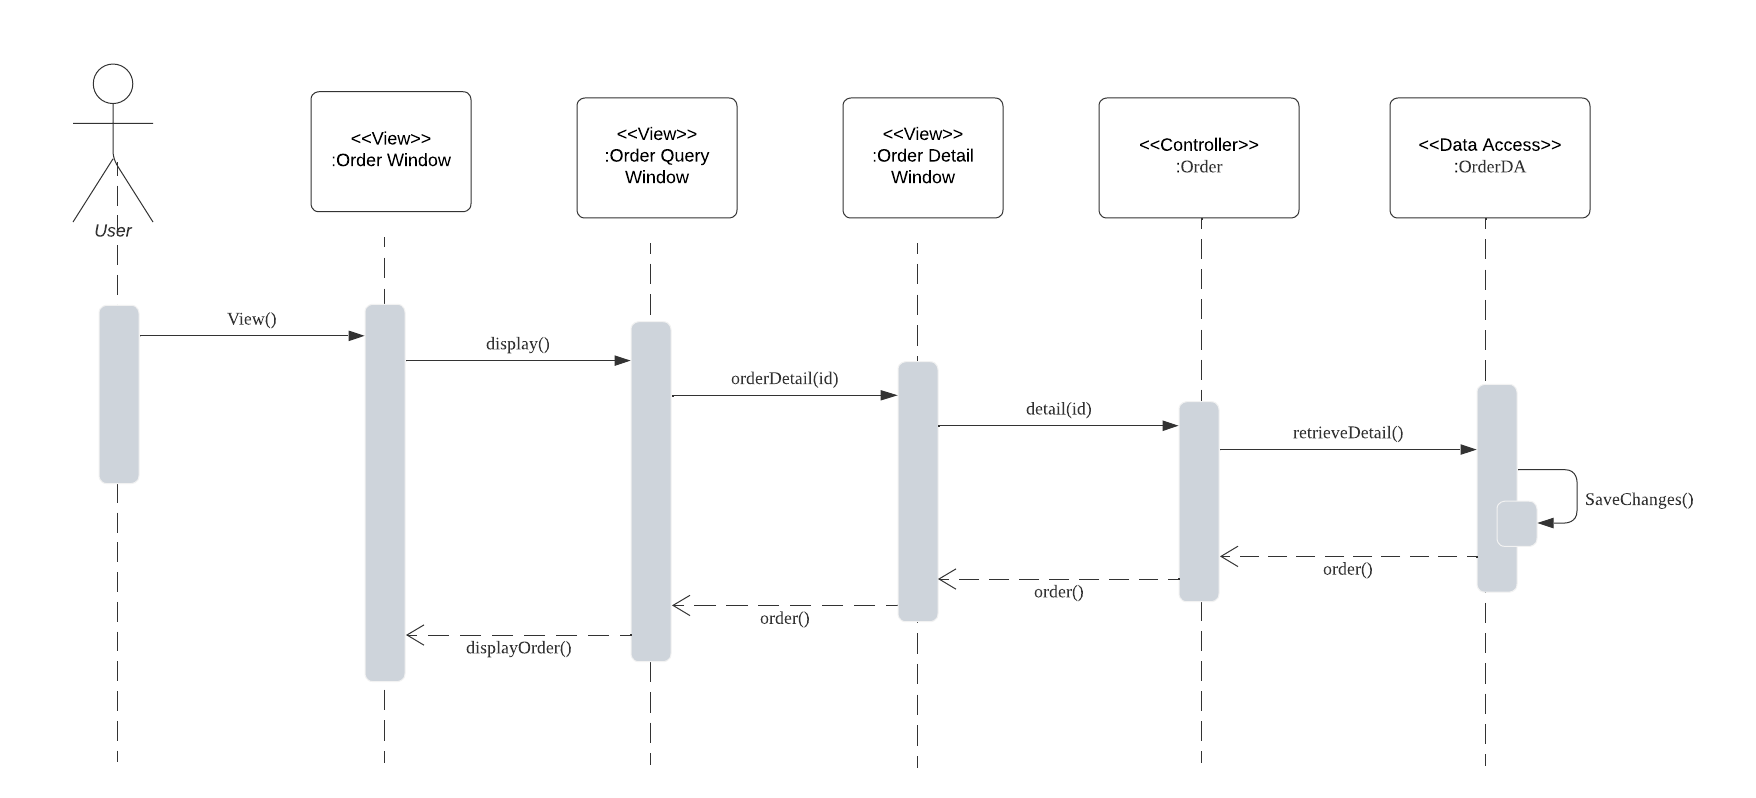 User
<<View>>
:Order Window
<<View>>
:Order Query
Window
<<View>>
:Order Detail
Window
<<Controller>>
:Order
<<Data Access>>
:OrderDA
View()
display()
orderDetail(id)
detail(id)
retrieveDetail()
SaveChanges()
order()
order()
order()
displayOrder()